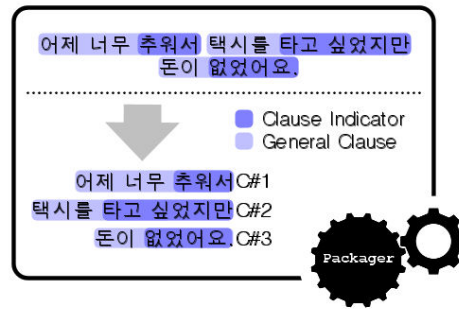 어제 너무 추워서 택시를 타고 싶었지만
돈이 없었어요.
Clause Indicator
General Clause
어제 너무 추워서 C#1
택시를 타고 싶었지만 C#2
돈이 없었어요. C#3
Packager